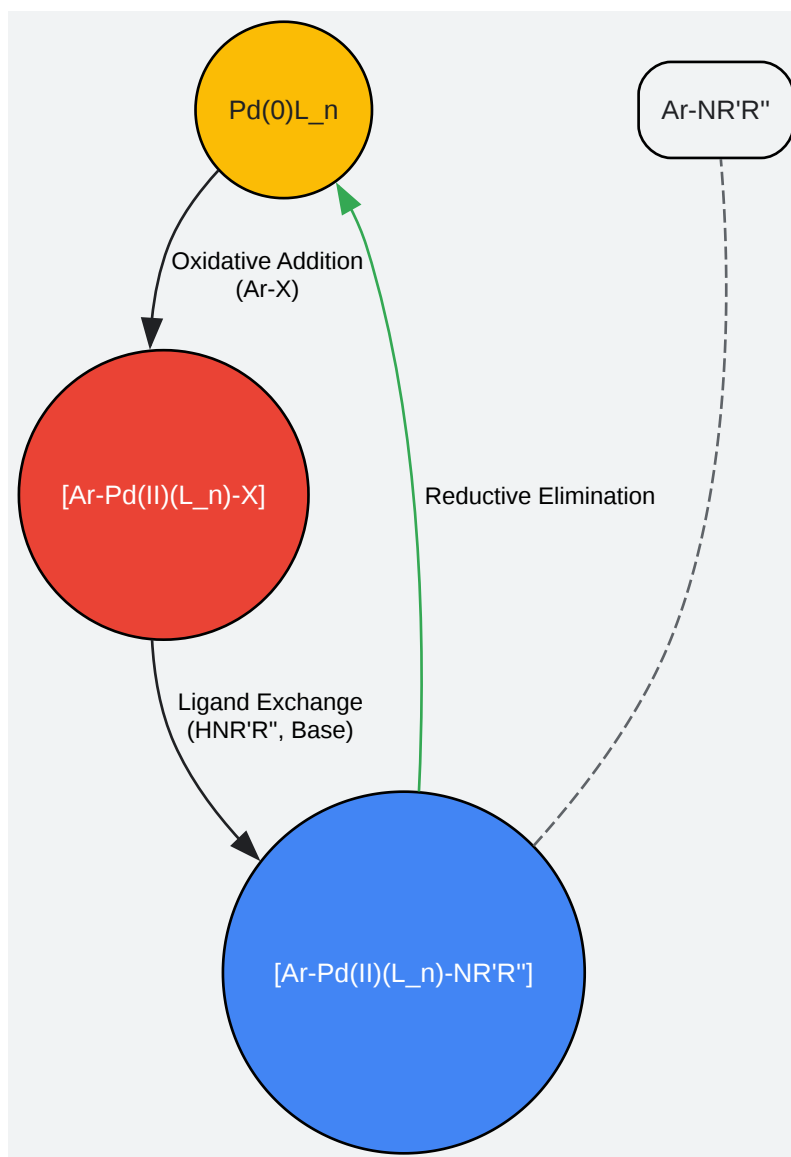 Pd(0)L_n
Ar-NR'R"
Oxidative Addition
(Ar-X)
[Ar-Pd(II)(L_n)-X]
Reductive Elimination
Ligand Exchange
(HNR'R", Base)
[Ar-Pd(II)(L_n)-NR'R"]